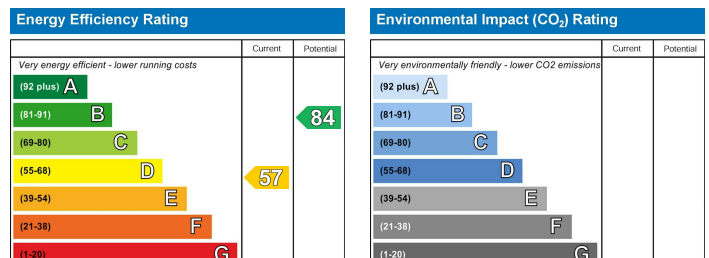 Energy Efficiency Rating
Current Potential
Very energy efficient - lower running costs
(92 plus) A
(81-91) B
84
(69-80) C
(55-68) D
57
(39-54) E
(21-38) F
(1-20) G
Environmental Impact (CO₂) Rating
Current Potential
Very environmentally friendly - lower CO2 emissions
(92 plus) A
(81-91) B
(69-80) C
(55-68) D
(39-54) E
(21-38) F
(1-20) G